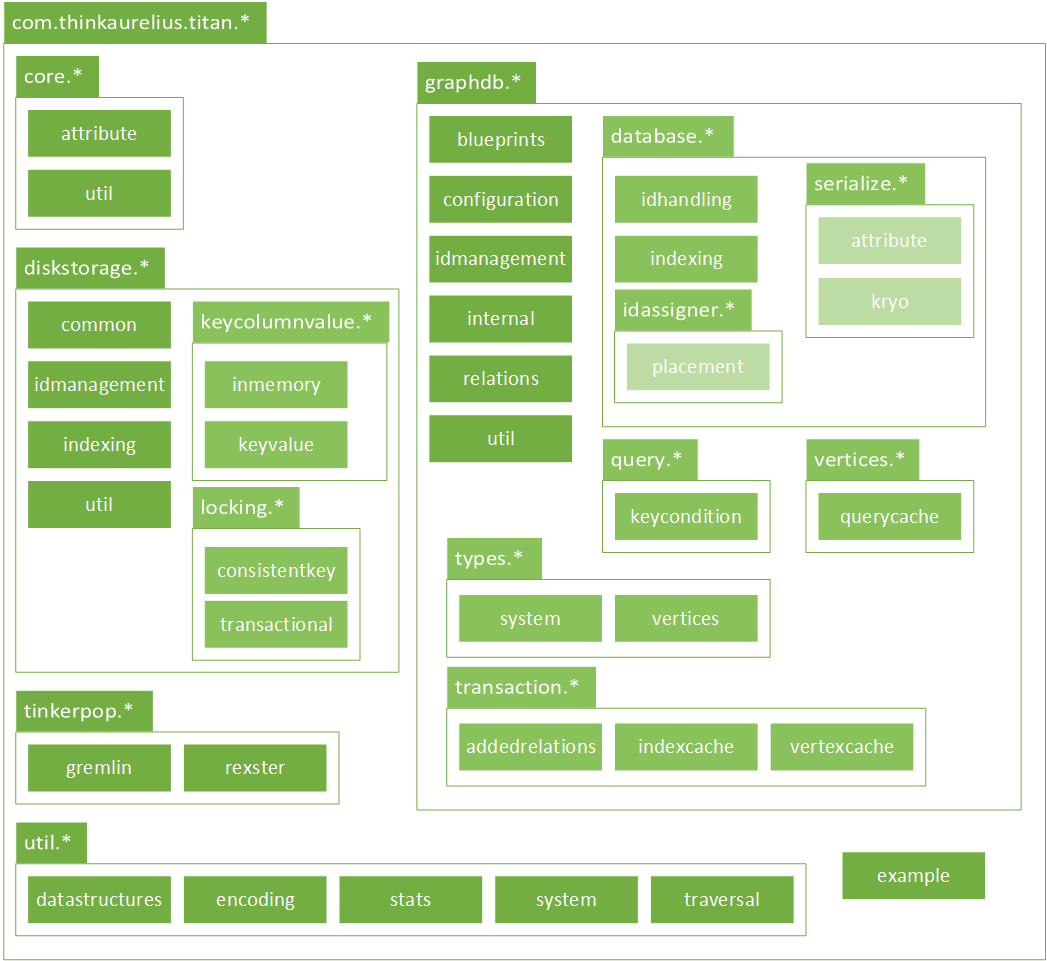 com.thinkaurelius.titan.*
core.*
attribute
util
diskstorage.*
common
idmanagement
indexing
util
keycolumnvalue.*
inmemory
keyvalue
locking.*
consistentkey
transactional
tinkerpop.*
gremlin
rexster
graphdb.*
blueprints
configuration
idmanagement
internal
relations
util
database.*
idhandling
indexing
idassigner.*
placement
serialize.*
attribute
kryo
query.*
keycondition
vertices.*
querycache
types.*
system
vertices
transaction.*
addedrelations
indexcache
vertexcache
util.*
datastructures
encoding
stats
system
traversal
example